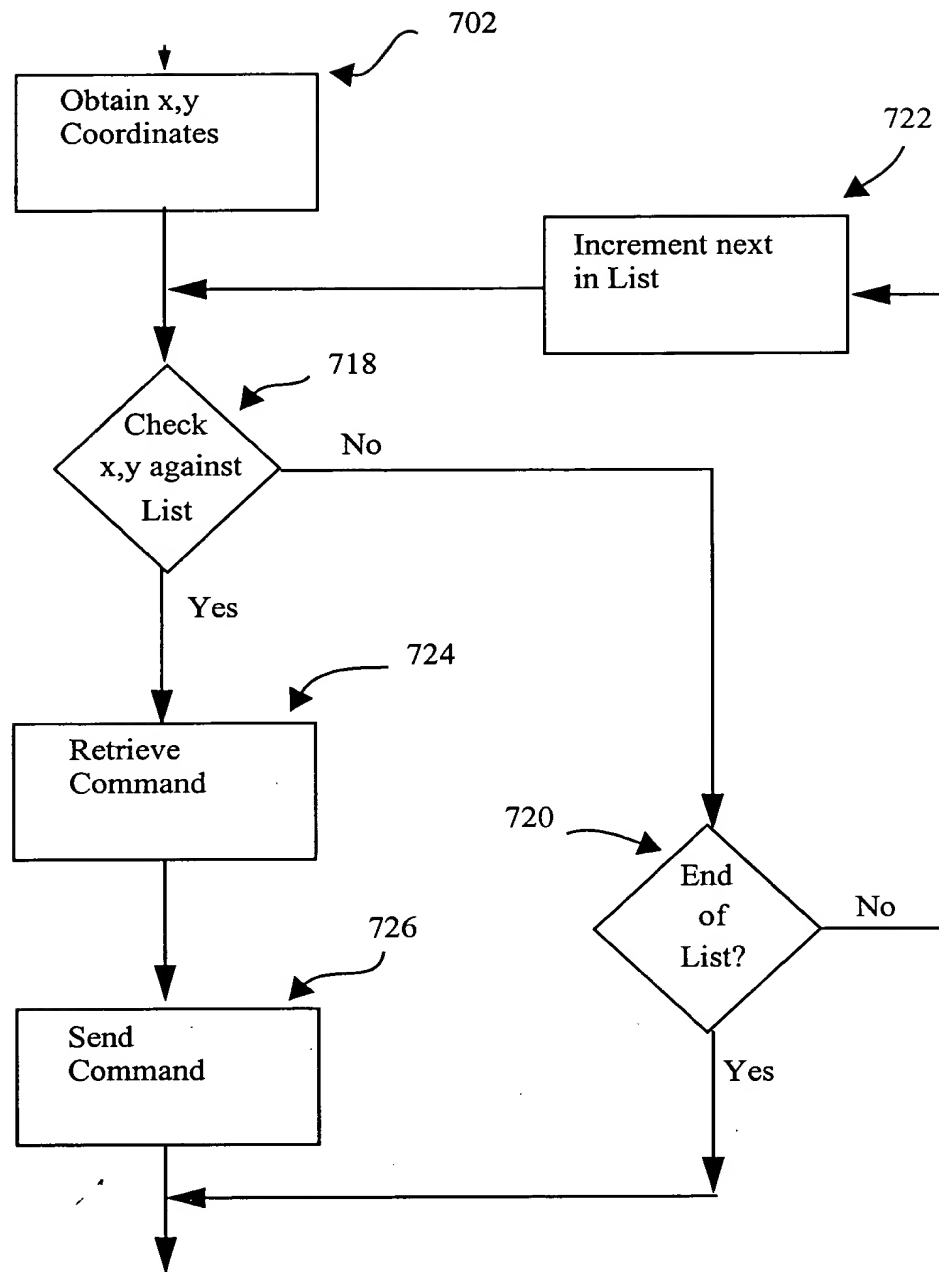 702
Obtain x,y
Coordinates
722
Increment next
in List
718
Check
x,y against
List
No
Yes
724
Retrieve
Command
720
End
of
List?
No
726
Send
Command
Yes